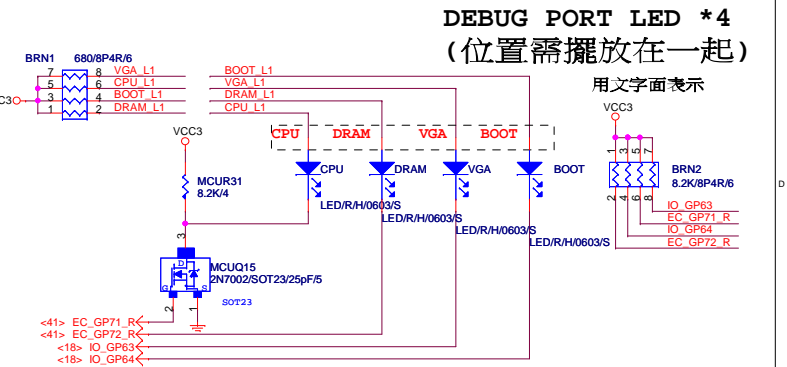 DEBUG PORT LED *4
(位置需擺放在一起)
用文字面表示
BRN1 680/8P4R/6
7 8 VGA_L1
5 6 CPU_L1
3 4 BOOT_L1
1 2 DRAM_L1
BOOT_L1
VGA_L1
DRAM_L1
CPU_L1
VCC3
CPU DRAM VGA BOOT
CPU
DRAM
VGA
BOOT
LED/R/H/0603/S
LED/R/H/0603/S
LED/R/H/0603/S
LED/R/H/0603/S
MCUR31
8.2K/4
3
D
G S
MCUQ15
2N7002/SOT23/25pF/5
SOT23
2
1
<41> EC_GP71_R
<41> EC_GP72_R
<18> IO_GP63
<18> IO_GP64
VCC3
1 3 5 7
BRN2
8.2K/8P4R/6
2 4 6 8
IO_GP63
EC_GP71_R
IO_GP64
EC_GP72_R
D